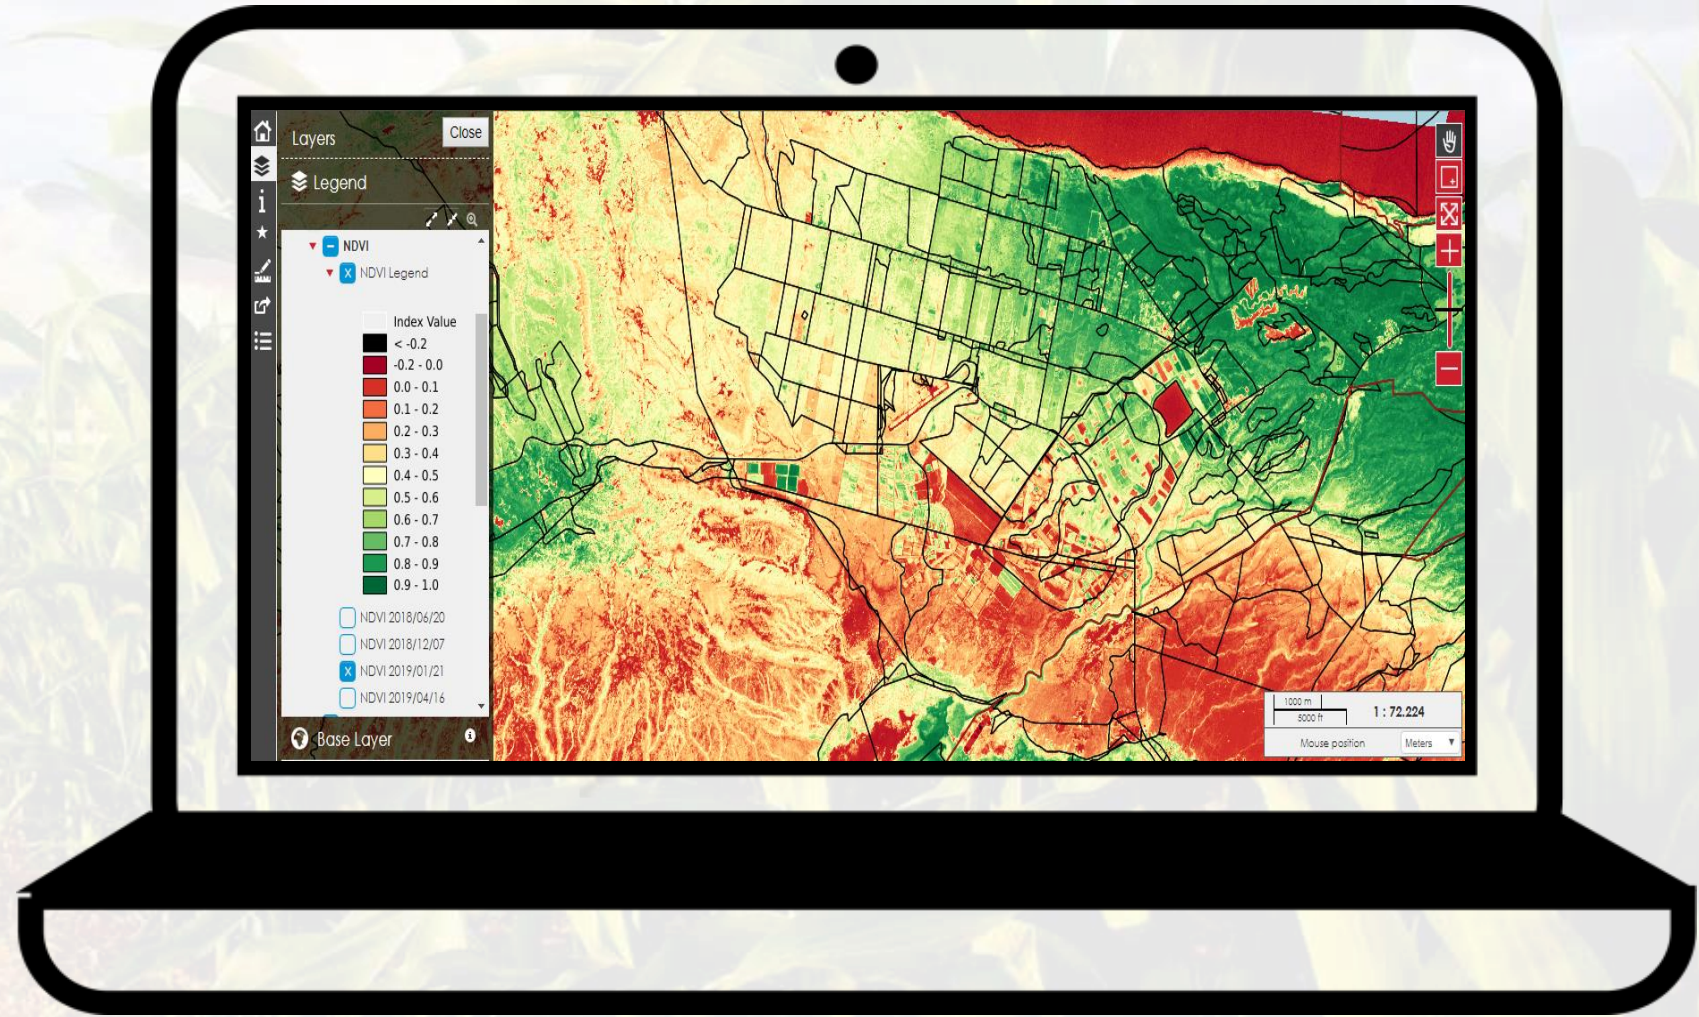 Layers
Close
Legend
NDVI
NDVI Legend
Index Value
< -0.2
-0.2 - 0.0
0.0 - 0.1
0.1 - 0.2
0.2 - 0.3
0.3 - 0.4
0.4 - 0.5
0.5 - 0.6
0.6 - 0.7
0.7 - 0.8
0.8 - 0.9
0.9 - 1.0
NDVI 2018/06/20
NDVI 2018/12/07
NDVI 2019/01/21
NDVI 2019/04/16
Base Layer
1000 m
5000 ft
1 : 72.224
Mouse position
Meters